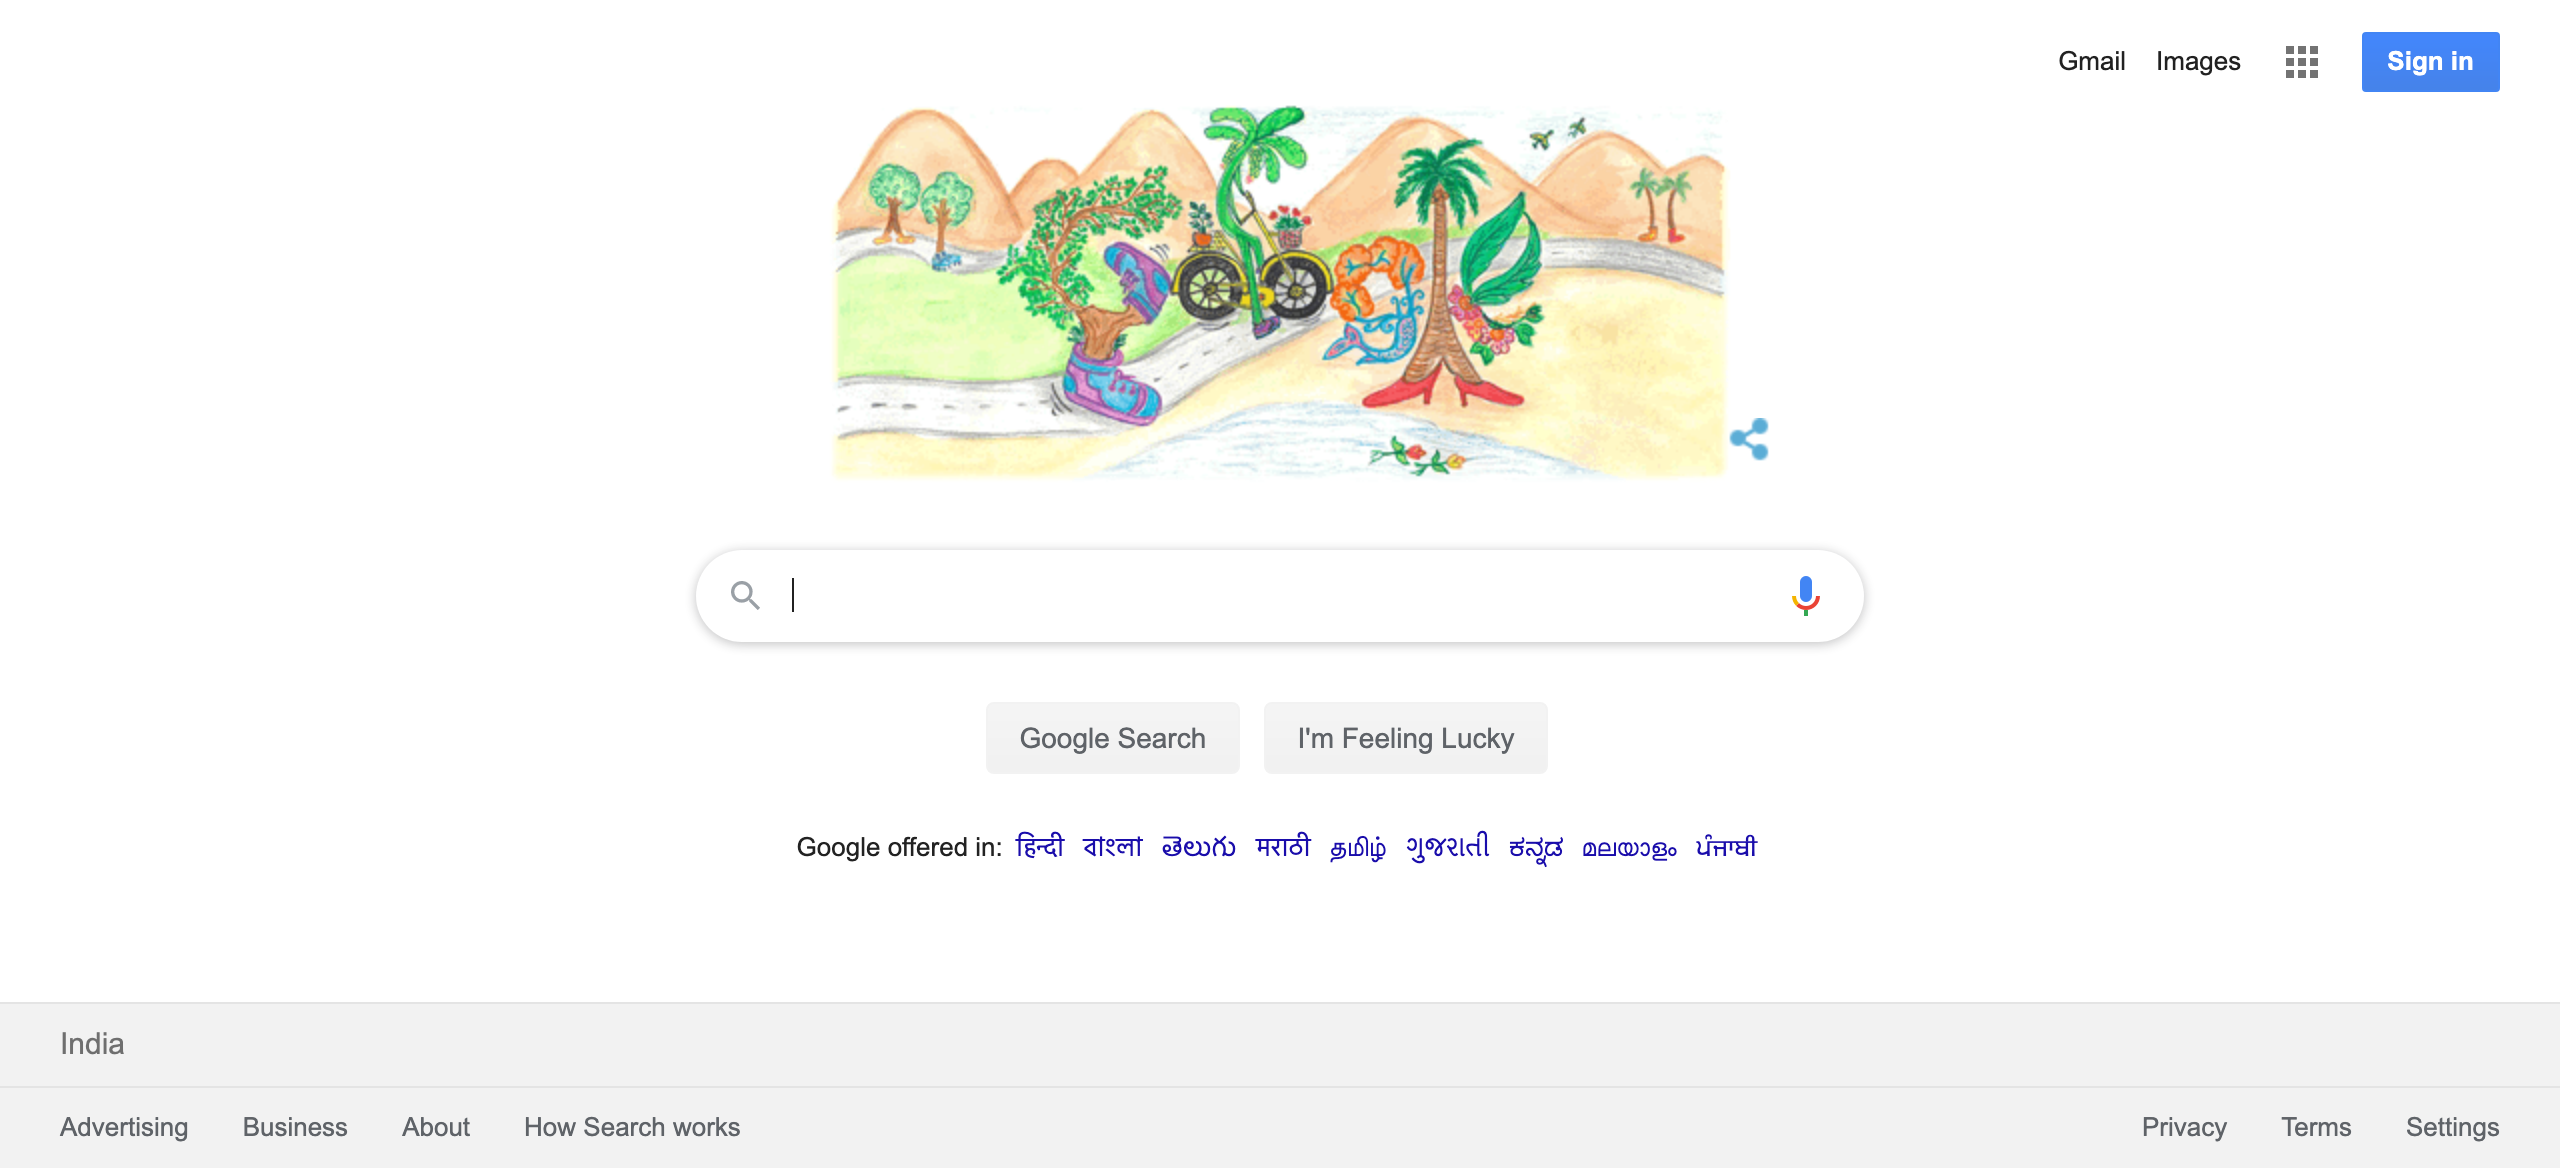 Gmail Images Sign in
Google Search I'm Feeling Lucky
Google offered in: हिन्दी বাংলা తెలుగు मराठी தமிழ் ગુજરાતી ಕನ್ನಡ മലയാളം ਪੰਜਾਬੀ
India
Advertising Business About How Search works Privacy Terms Settings